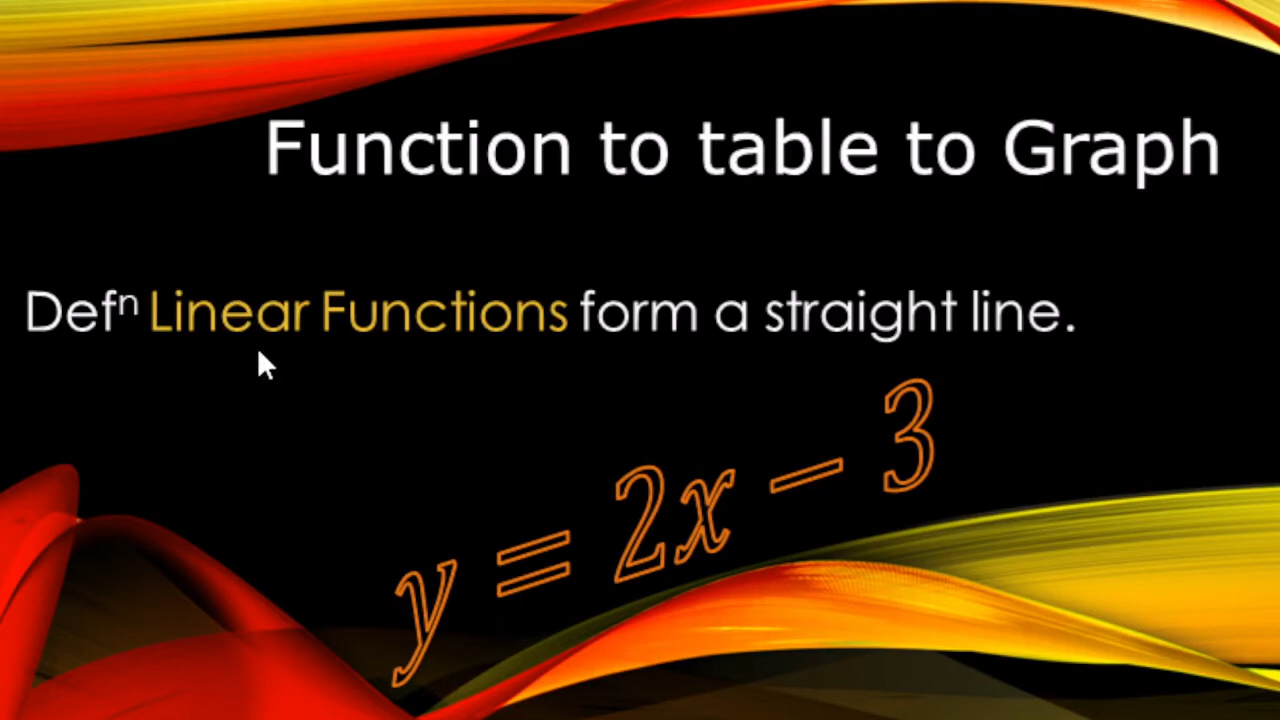 Function to table to Graph
Defⁿ Linear Functions form a straight line.
y = 2x − 3